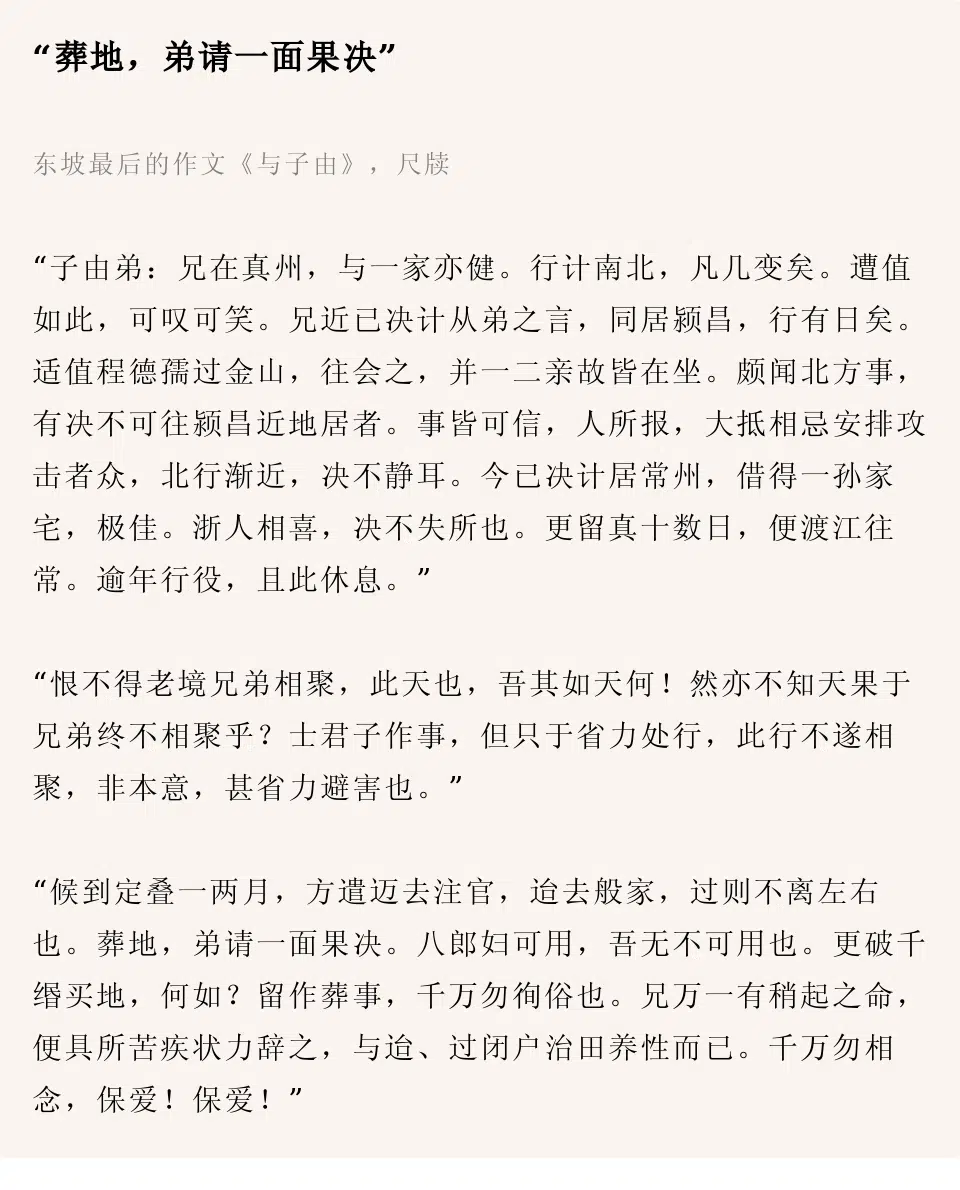 “葬地，弟请一面果决”
东坡最后的作文《与子由》，尺牍
“子由弟：兄在真州，与一家亦健。行计南北，凡几变矣。遭值
如此，可叹可笑。兄近已决计从弟之言，同居颍昌，行有日矣。
适值程德孺过金山，往会之，并一二亲故皆在坐。颇闻北方事，
有决不可往颍昌近地居者。事皆可信，人所报，大抵相忌安排攻
击者众，北行渐近，决不静耳。今已决计居常州，借得一孙家
宅，极佳。浙人相喜，决不失所也。更留真十数日，便渡江往
常。逾年行役，且此休息。”
“恨不得老境兄弟相聚，此天也，吾其如天何！然亦不知天果于
兄弟终不相聚乎？士君子作事，但只于省力处行，此行不遂相
聚，非本意，甚省力避害也。”
“候到定叠一两月，方遣迈去注官，迨去般家，过则不离左右
也。葬地，弟请一面果决。八郎妇可用，吾无不可用也。更破千
缗买地，何如？留作葬事，千万勿徇俗也。兄万一有稍起之命，
便具所苦疾状力辞之，与迨、过闭户治田养性而已。千万勿相
念，保爱！保爱！”